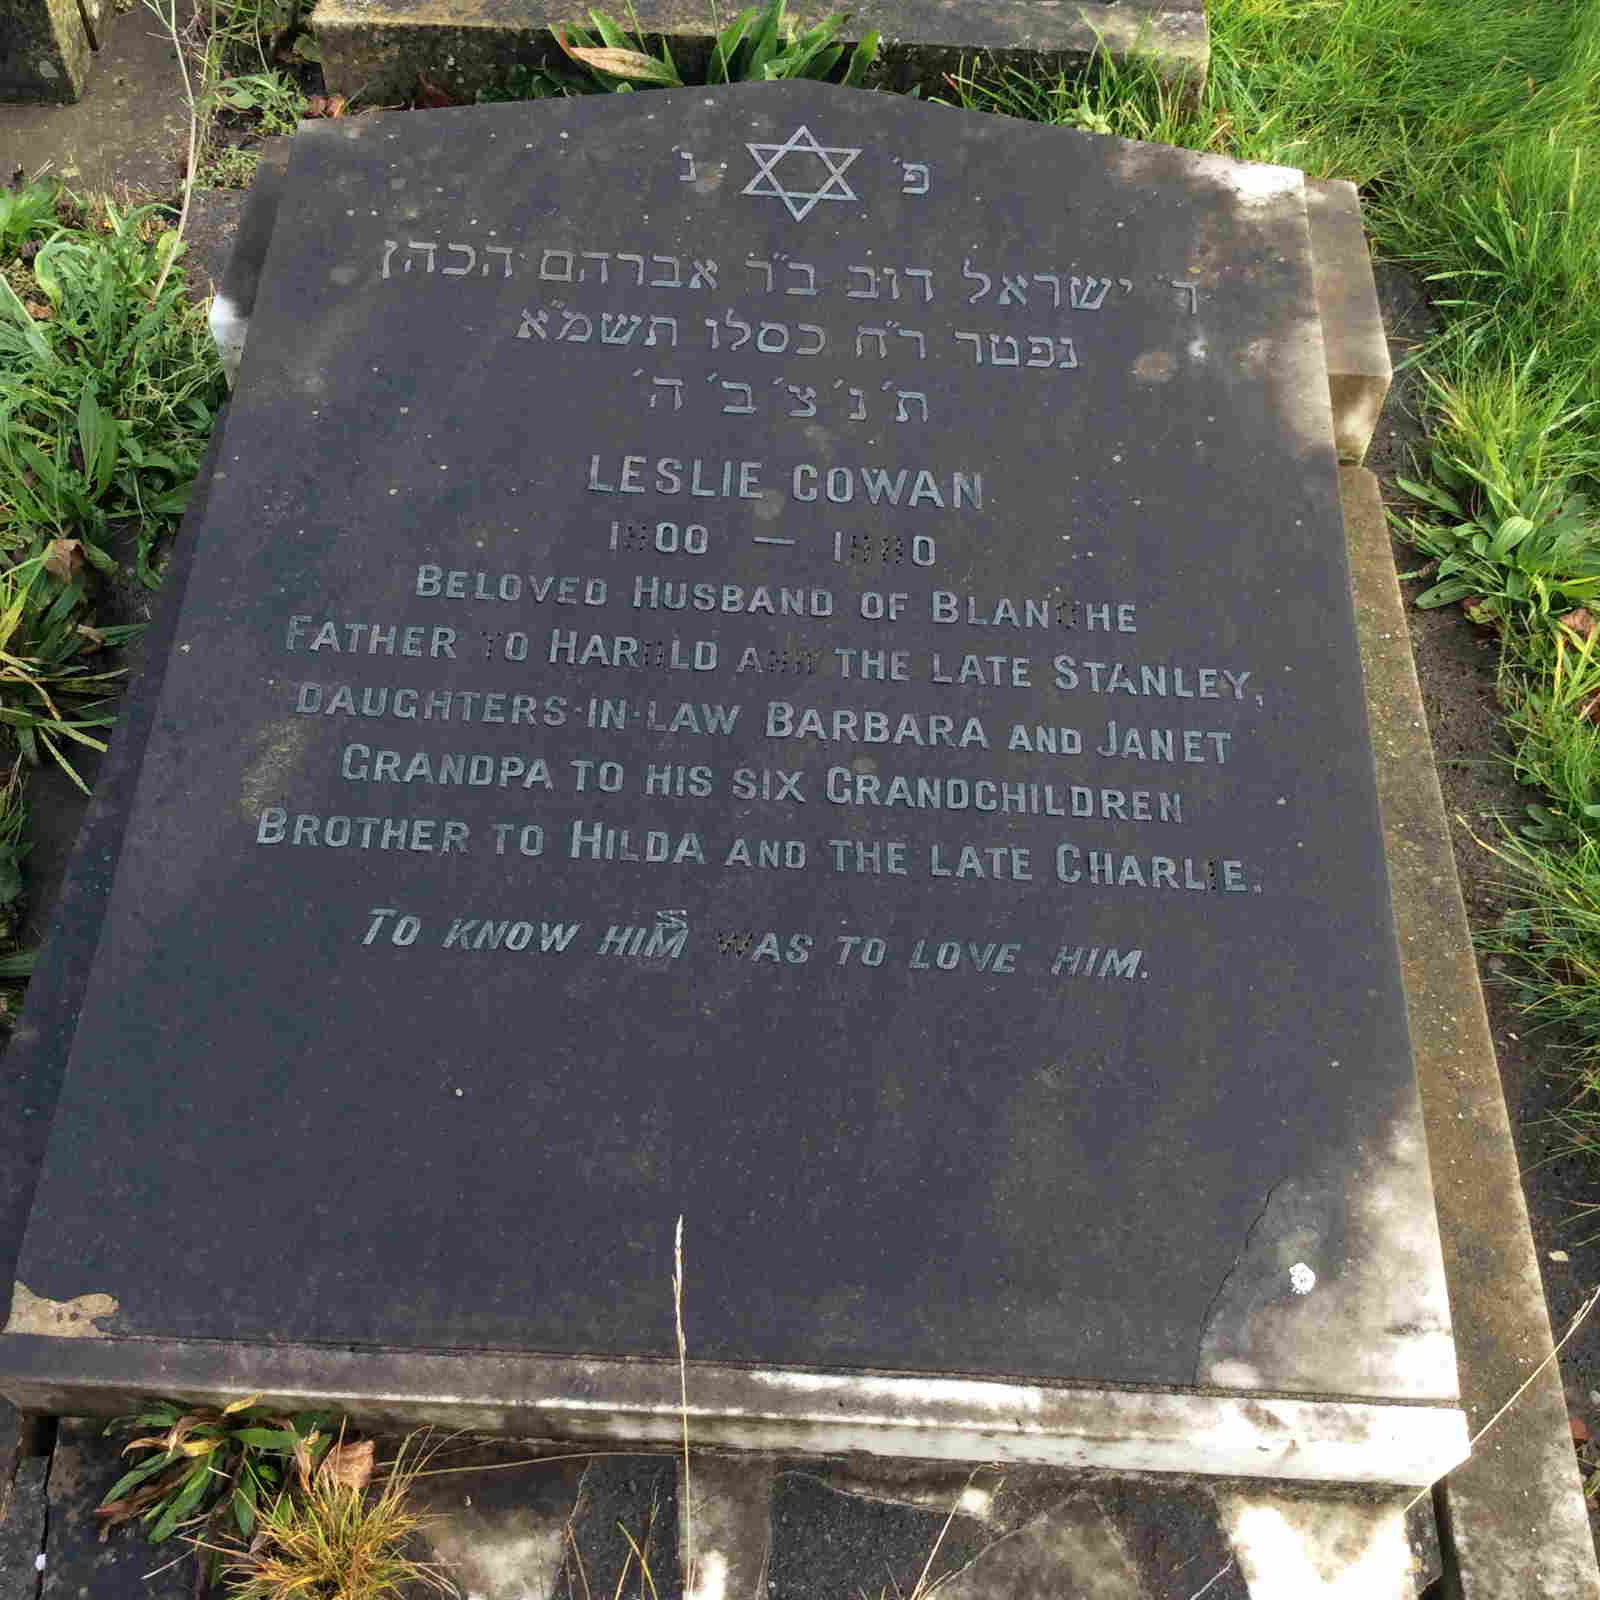 פ׳ נ׳
ר׳ ישראל דוב ב״ר אברהם הכהן
נפטר ר״ח כסלו תשמ״א
ת׳ נ׳ צ׳ ב׳ ה׳
LESLIE COWAN
1900 — 1980
BELOVED HUSBAND OF BLANCHE
FATHER TO HAROLD AND THE LATE STANLEY,
DAUGHTERS-IN-LAW BARBARA AND JANET
GRANDPA TO HIS SIX GRANDCHILDREN
BROTHER TO HILDA AND THE LATE CHARLIE.
TO KNOW HIM WAS TO LOVE HIM.